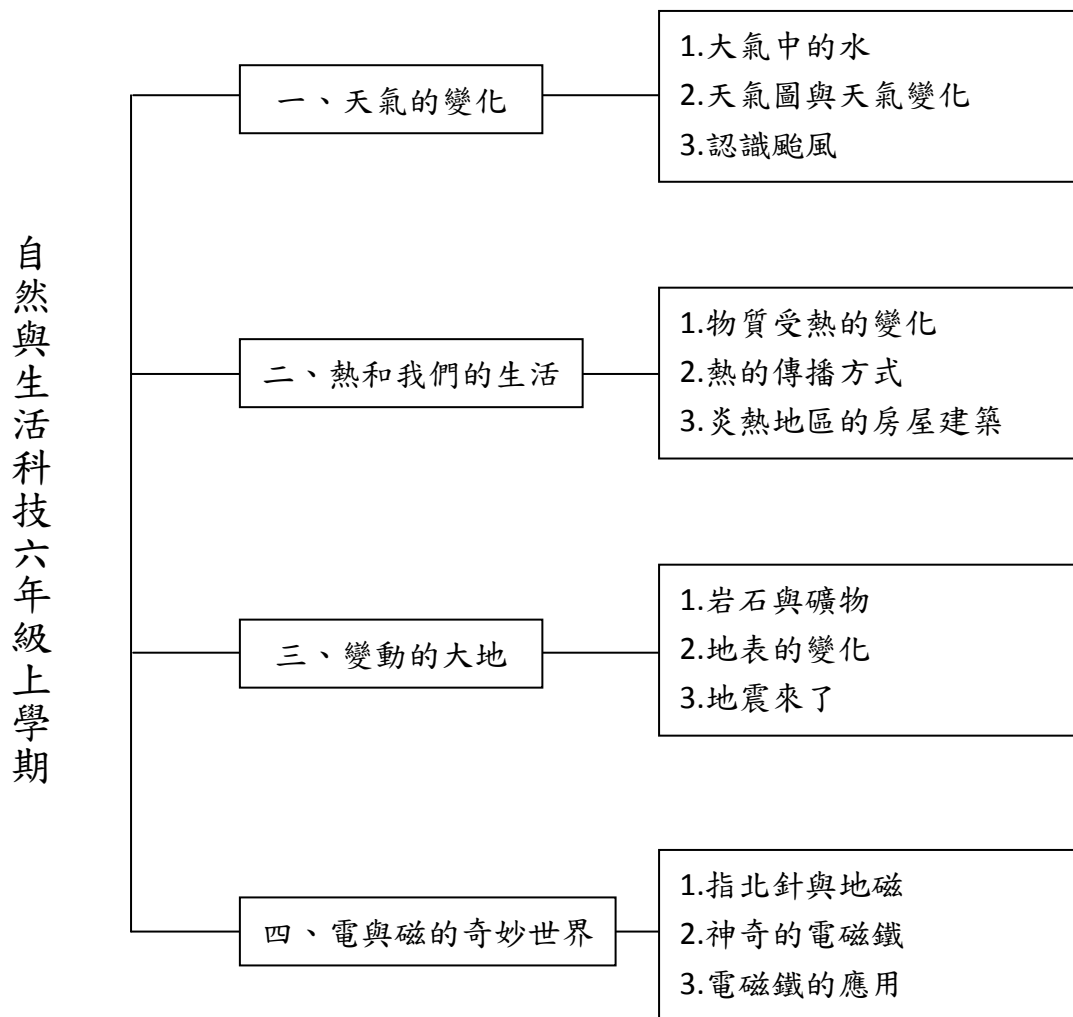 自然與生活科技六年級上學期
一、天氣的變化
1.大氣中的水
2.天氣圖與天氣變化
3.認識颱風
二、熱和我們的生活
1.物質受熱的變化
2.熱的傳播方式
3.炎熱地區的房屋建築
三、變動的大地
1.岩石與礦物
2.地表的變化
3.地震來了
四、電與磁的奇妙世界
1.指北針與地磁
2.神奇的電磁鐵
3.電磁鐵的應用